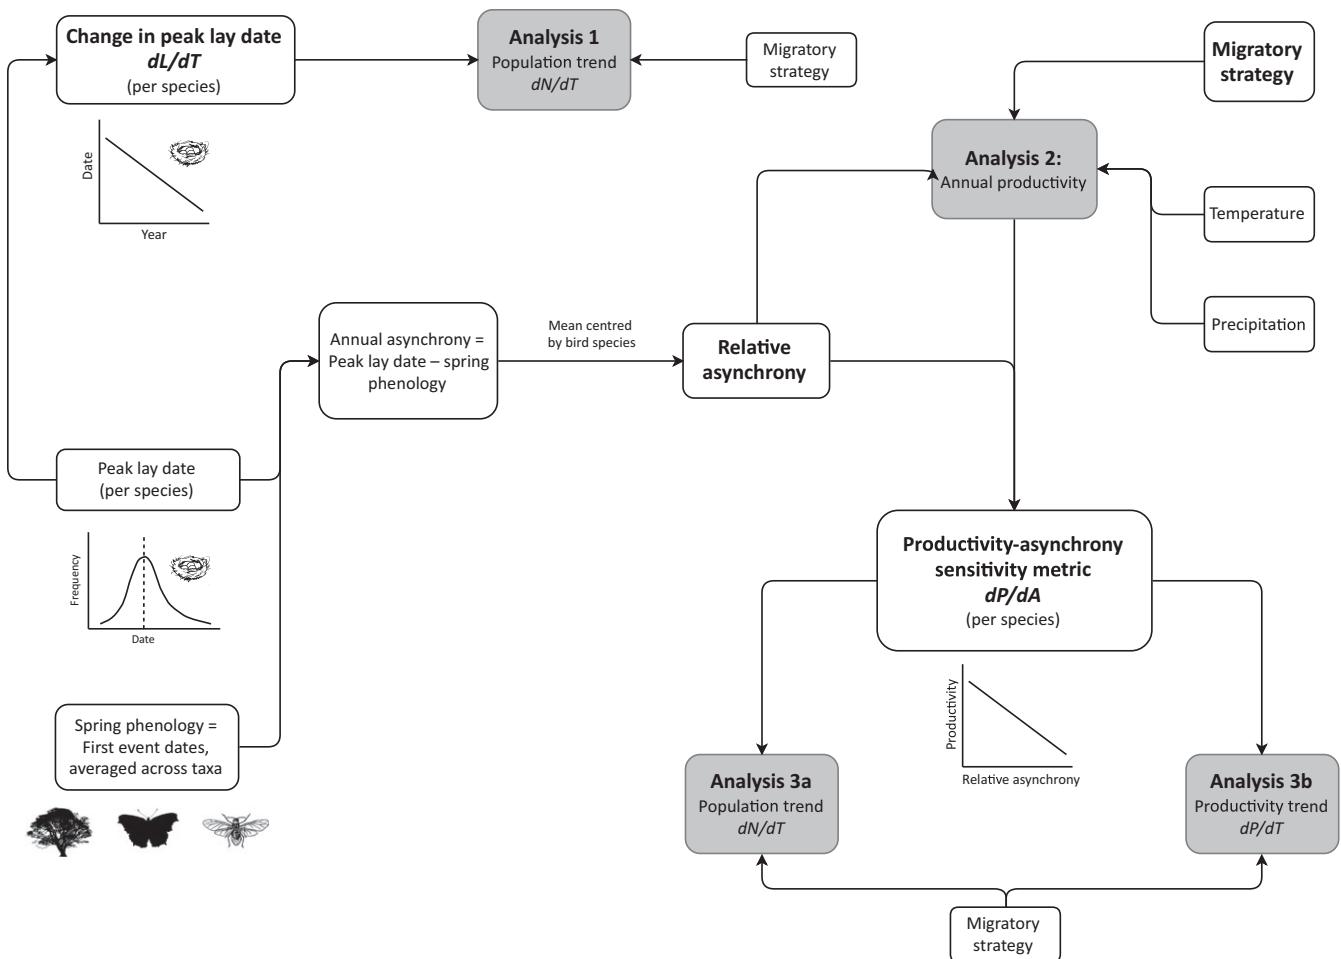 Change in peak lay date
dL/dT
(per species)
Analysis 1
Population trend
dN/dT
Migratory
strategy
Migratory
strategy
Date
Year
Analysis 2:
Annual productivity
Temperature
Precipitation
Annual asynchrony =
Peak lay date – spring
phenology
Mean centred
by bird species
Relative
asynchrony
Peak lay date
(per species)
Frequency
Date
Productivity-asynchrony
sensitivity metric
dP/dA
(per species)
Productivity
Relative asynchrony
Spring phenology =
First event dates,
averaged across taxa
Analysis 3a
Population trend
dN/dT
Analysis 3b
Productivity trend
dP/dT
Migratory
strategy